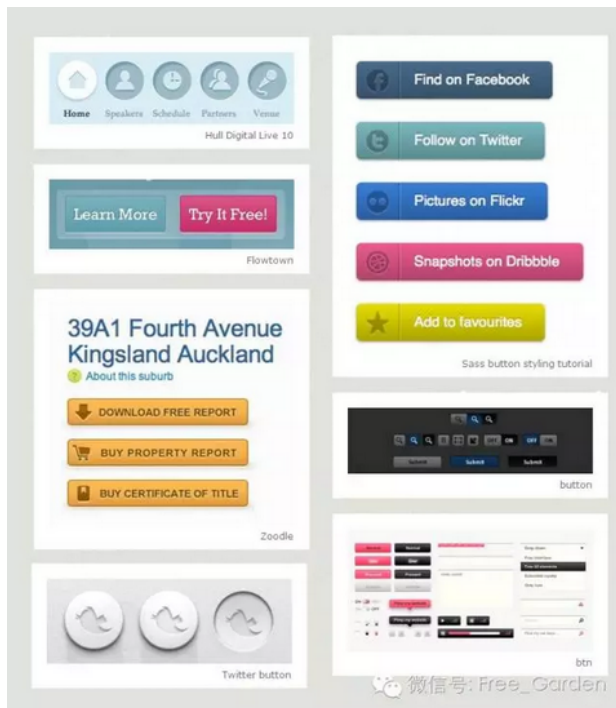 Home Speakers Schedule Partners Venue
Hull Digital Live 10
Learn More Try It Free!
Flowtown
39A1 Fourth Avenue
Kingsland Auckland
? About this suburb
DOWNLOAD FREE REPORT
BUY PROPERTY REPORT
BUY CERTIFICATE OF TITLE
Zoodle
Twitter button
Find on Facebook
Follow on Twitter
Pictures on Flickr
Snapshots on Dribbble
Add to favourites
Sass button styling tutorial
OFF ON OFF ON
Submit Submit Submit
button
btn
微信号: Free_Garden